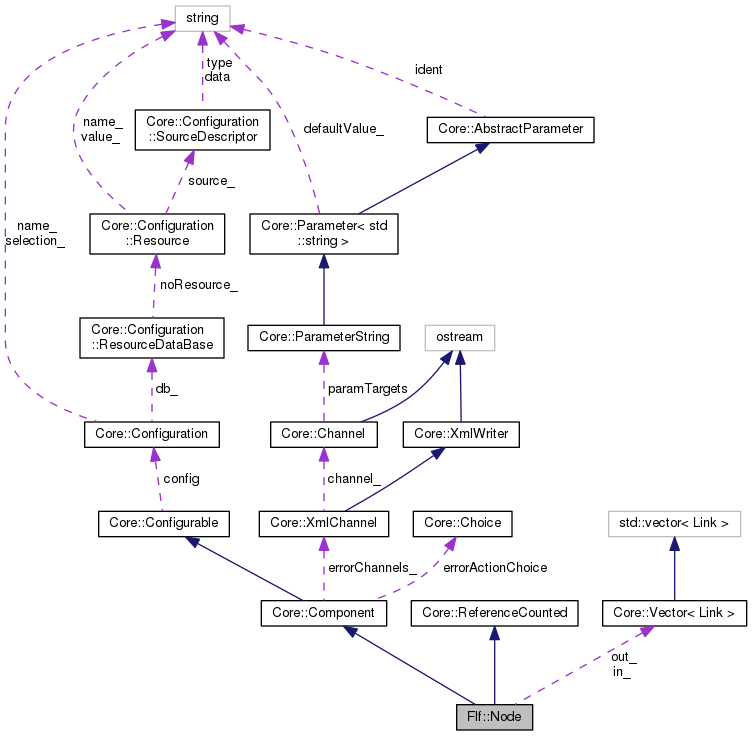 string
type
data
ident
name_
value_
Core::Configuration
::SourceDescriptor
defaultValue_
Core::AbstractParameter
source_
name_
selection_
Core::Configuration
::Resource
Core::Parameter< std
::string >
noResource_
Core::Configuration
::ResourceDataBase
Core::ParameterString
ostream
db_
paramTargets
Core::Configuration
Core::Channel
Core::XmlWriter
config
channel_
Core::Configurable
Core::XmlChannel
Core::Choice
std::vector< Link >
errorChannels_
errorActionChoice
Core::Component
Core::ReferenceCounted
Core::Vector< Link >
out_
in_
Flf::Node